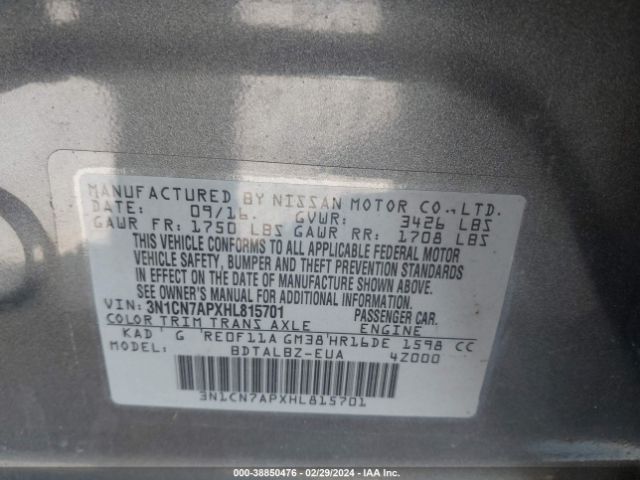 MANUFACTURED BY NISSAN MOTOR CO.,LTD.
DATE: 09/16. GVWR: 3426 LBS
GAWR FR: 1750 LBS GAWR RR: 1708 LBS
THIS VEHICLE CONFORMS TO ALL APPLICABLE FEDERAL MOTOR
VEHICLE SAFETY, BUMPER AND THEFT PREVENTION STANDARDS
IN EFFECT ON THE DATE OF MANUFACTURE SHOWN ABOVE.
SEE OWNER'S MANUAL FOR MORE INFORMATION.
VIN: 3N1CN7APXHL815701 PASSENGER CAR.
COLOR TRIM TRANS AXLE ENGINE
KAD G RE0F11A GM38 HR16DE 1598 CC
MODEL: BDTALBZ-EUA 4Z000
3N1CN7APXHL815701
000-38850476 - 02/29/2024 - IAA Inc.